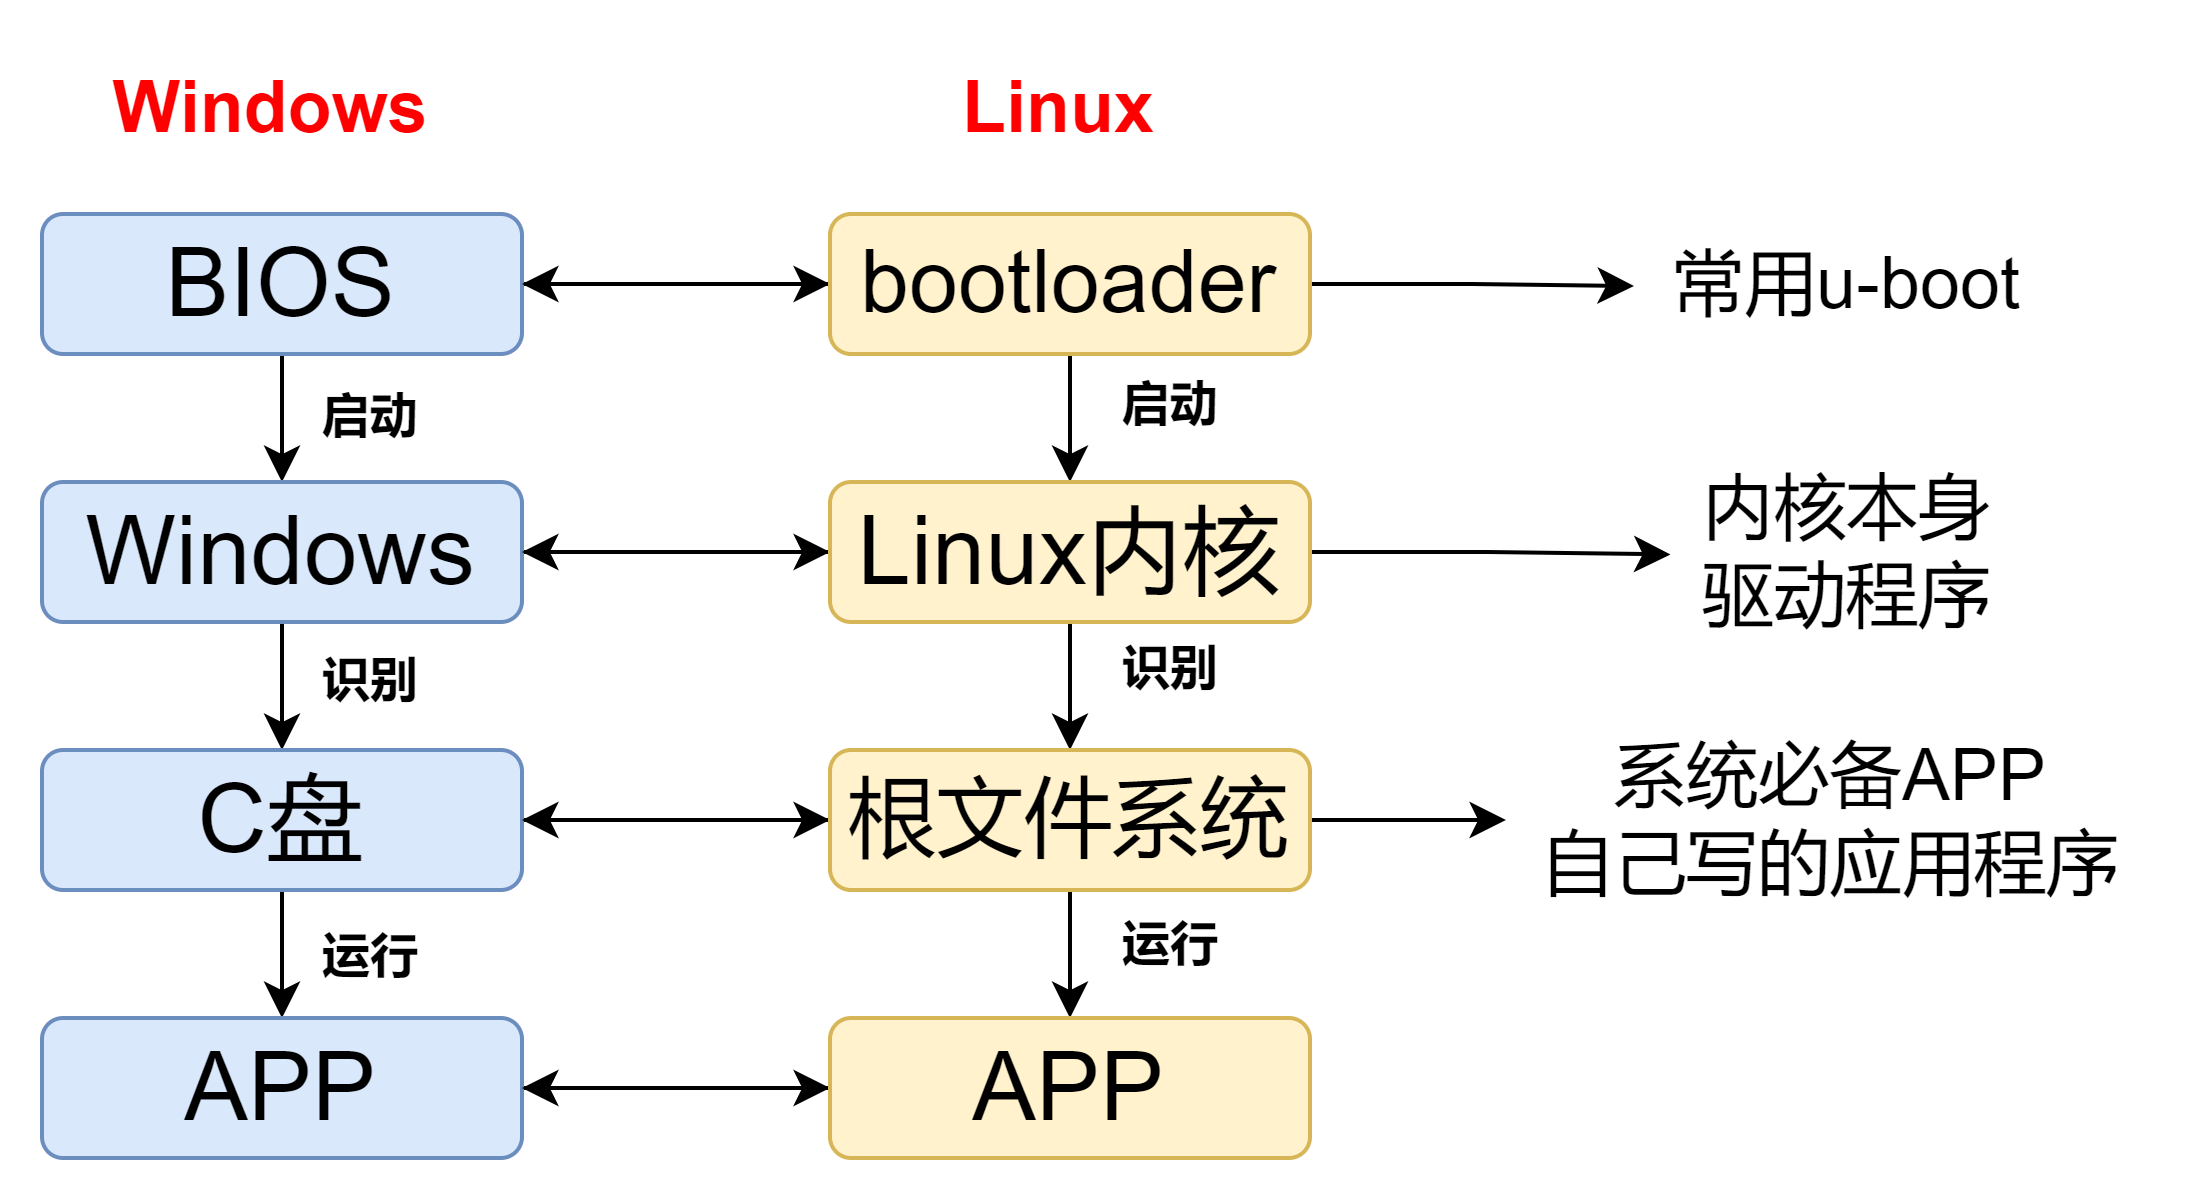 Windows
Linux
BIOS
bootloader
常用u-boot
启动
启动
Windows
Linux内核
内核本身
驱动程序
识别
识别
C盘
根文件系统
系统必备APP
自己写的应用程序
运行
运行
APP
APP